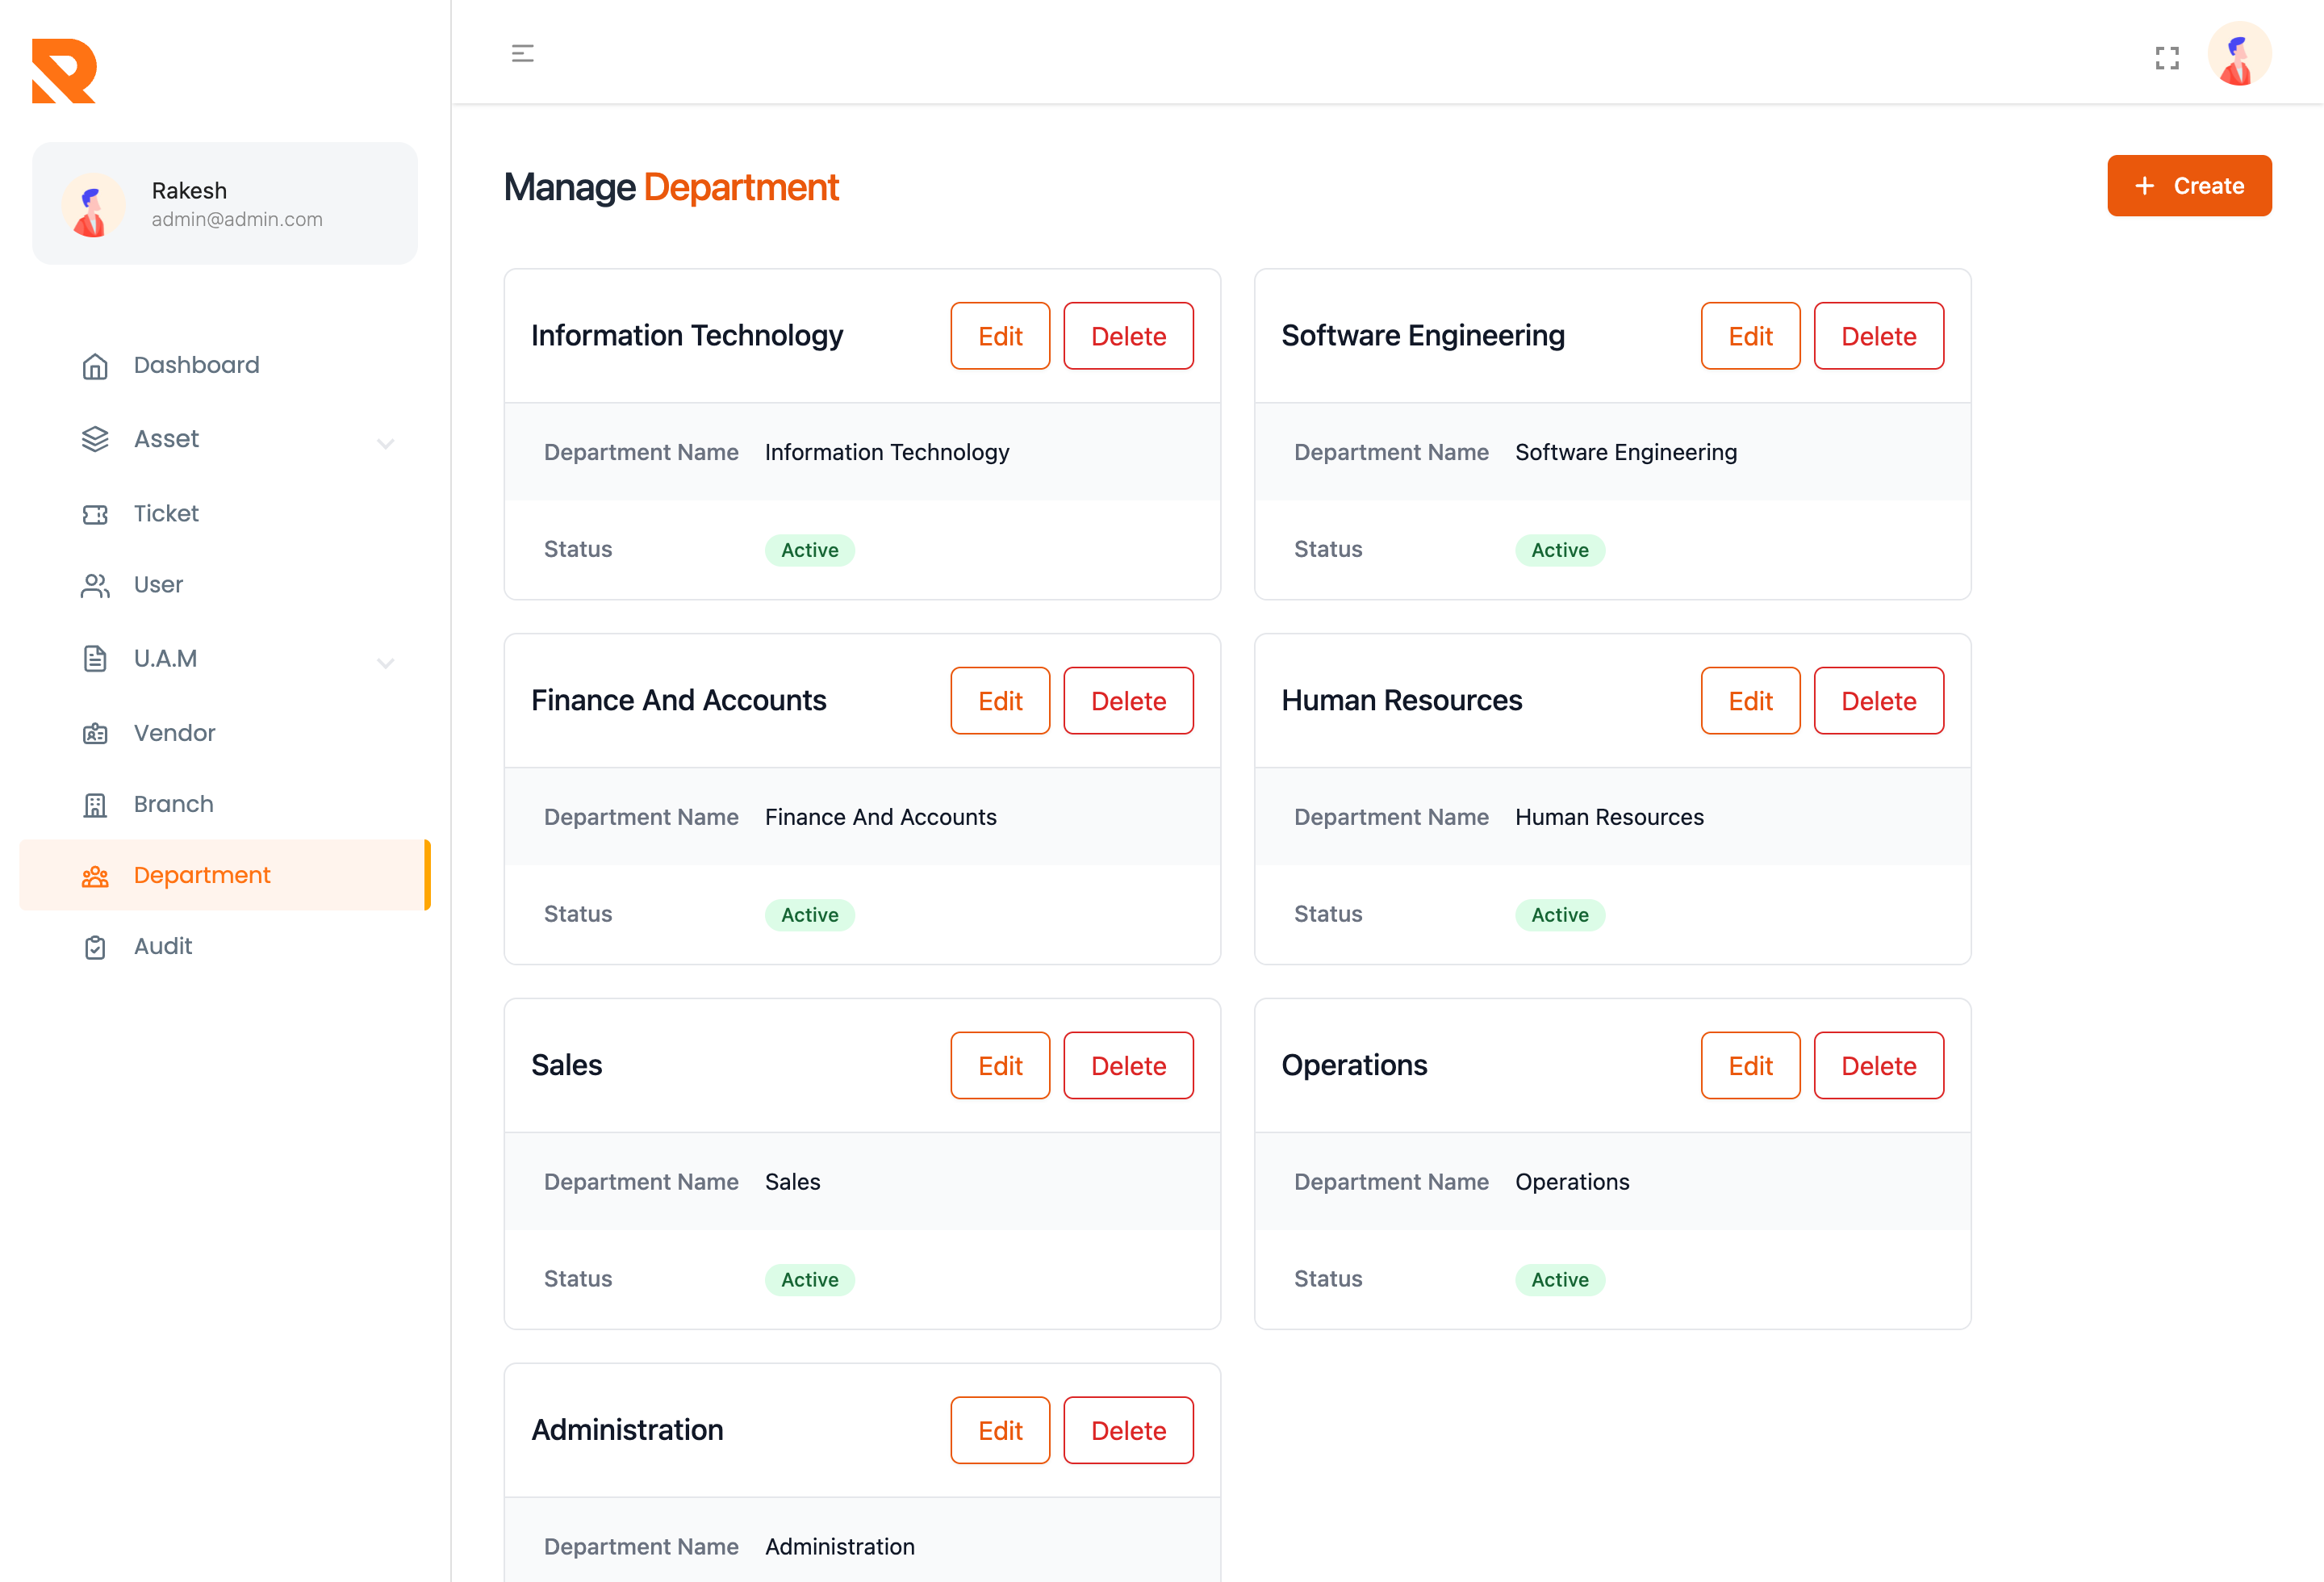 Rakesh
admin@admin.com
Dashboard
Asset
Ticket
User
U.A.M
Vendor
Branch
Department
Audit
Manage Department
+ Create
Information Technology Edit Delete
Department Name Information Technology
Status Active
Software Engineering Edit Delete
Department Name Software Engineering
Status Active
Finance And Accounts Edit Delete
Department Name Finance And Accounts
Status Active
Human Resources Edit Delete
Department Name Human Resources
Status Active
Sales Edit Delete
Department Name Sales
Status Active
Operations Edit Delete
Department Name Operations
Status Active
Administration Edit Delete
Department Name Administration